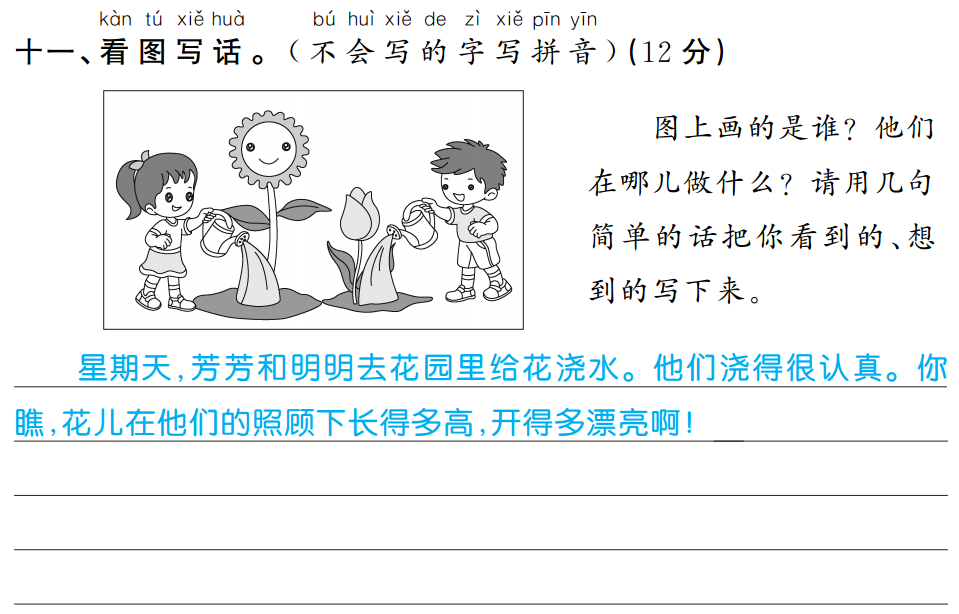 kàn tú xiě huà bú huì xiě de zì xiě pīn yīn
十一、看图写话。（不会写的字写拼音）(12分)
图上画的是谁？他们
在哪儿做什么？请用几句
简单的话把你看到的、想
到的写下来。
星期天,芳芳和明明去花园里给花浇水。他们浇得很认真。你
瞧,花儿在他们的照顾下长得多高,开得多漂亮啊!